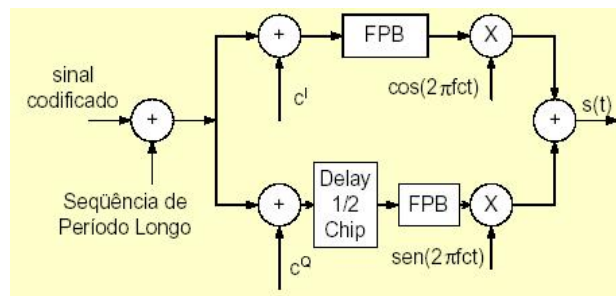 +
FPB
X
c^I
cos(2πfct)
sinal
codificado
+
+
s(t)
Seqüência de
Período Longo
+
Delay
1/2
Chip
FPB
X
c^Q
sen(2πfct)